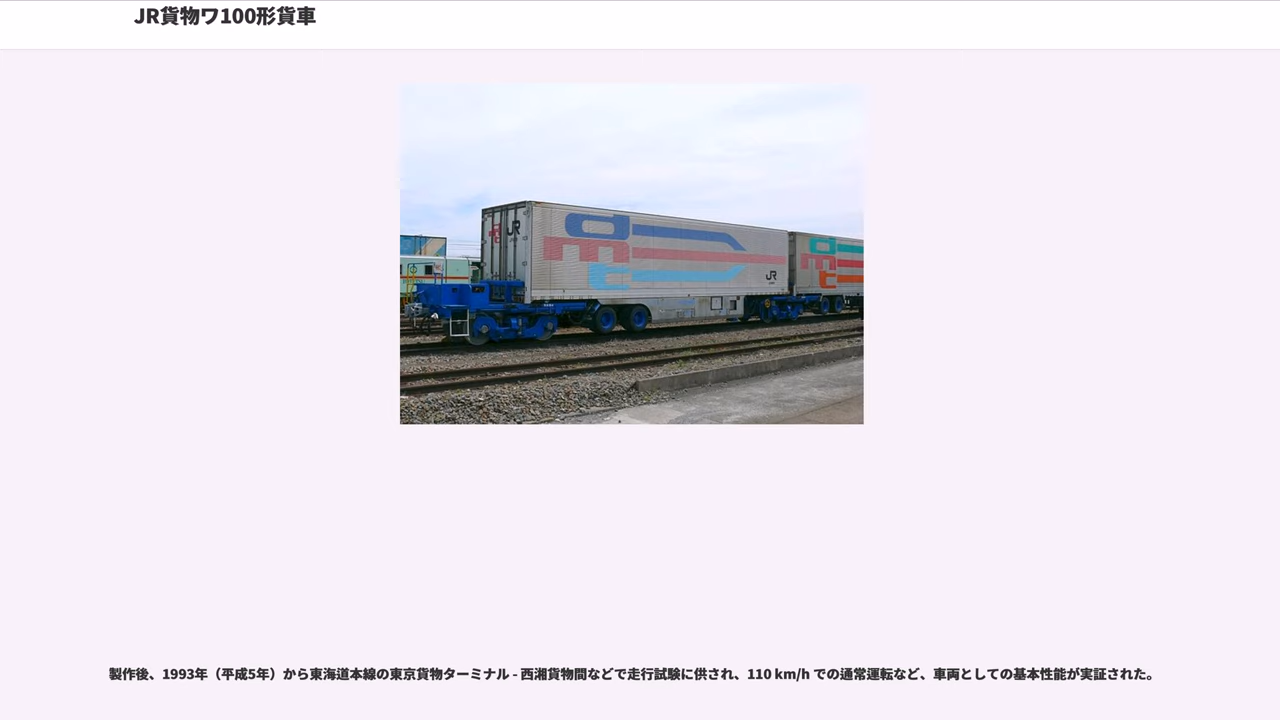 JR貨物ワ100形貨車
JR
dmt
JR
dmt
製作後、1993年（平成5年）から東海道本線の東京貨物ターミナル - 西湘貨物間などで走行試験に供され、110 km/h での通常運転など、車両としての基本性能が実証された。